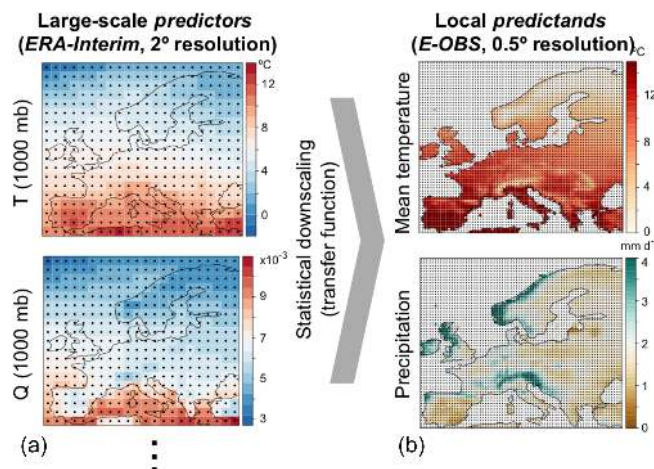 Large-scale predictors
(ERA-Interim, 2º resolution)
Local predictands
(E-OBS, 0.5º resolution)
ºC
12
8
4
0
T (1000 mb)
x10-3
9
7
5
3
Q (1000 mb)
(a)
Statistical downscaling
(transfer function)
ºC
12
8
4
0
Mean temperature
mm d-1
4
3
2
1
0
Precipitation
(b)